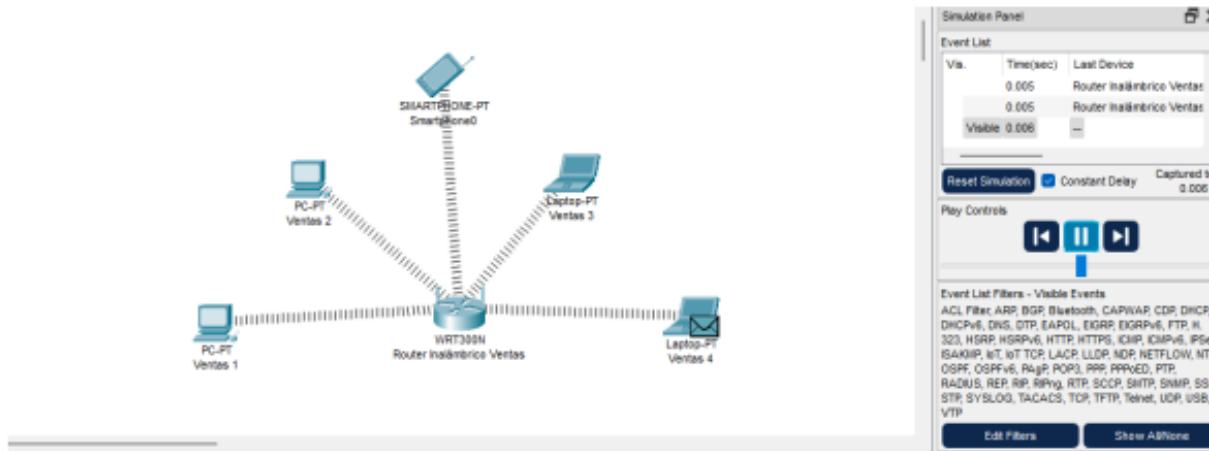 SMARTPHONE-PT
Smartphone0
PC-PT
Ventas 2
Laptop-PT
Ventas 3
PC-PT
Ventas 1
WRT300N
Router Inalámbrico Ventas
Laptop-PT
Ventas 4
Simulation Panel
Event List
Vis. Time(sec) Last Device
0.005 Router Inalámbrico Ventas
0.005 Router Inalámbrico Ventas
Visible 0.006 --
Reset Simulation Constant Delay Captured to
0.006
Play Controls
Event List Filters - Visible Events
ACL Filter, ARP, BGP, Bluetooth, CAPWAP, CDP, DHCP,
DHCPv6, DNS, DTP, EAPOL, EIGRP, EIGRPv6, FTP, H.
323, HSRP, HSRPv6, HTTP, HTTPS, ICMP, ICMPv6, IPSe
ISAKMP, IoT, IoT TCP, LACP, LLDP, NDP, NETFLOW, NT
OSPF, OSPFv6, PAgP, POP3, PPP, PPPoED, PTP,
RADIUS, REP, RIP, RIPng, RTP, SCCP, SMTP, SNMP, SS
STP, SYSLOG, TACACS, TCP, TFTP, Telnet, UDP, USB,
VTP
Edit Filters Show All/None